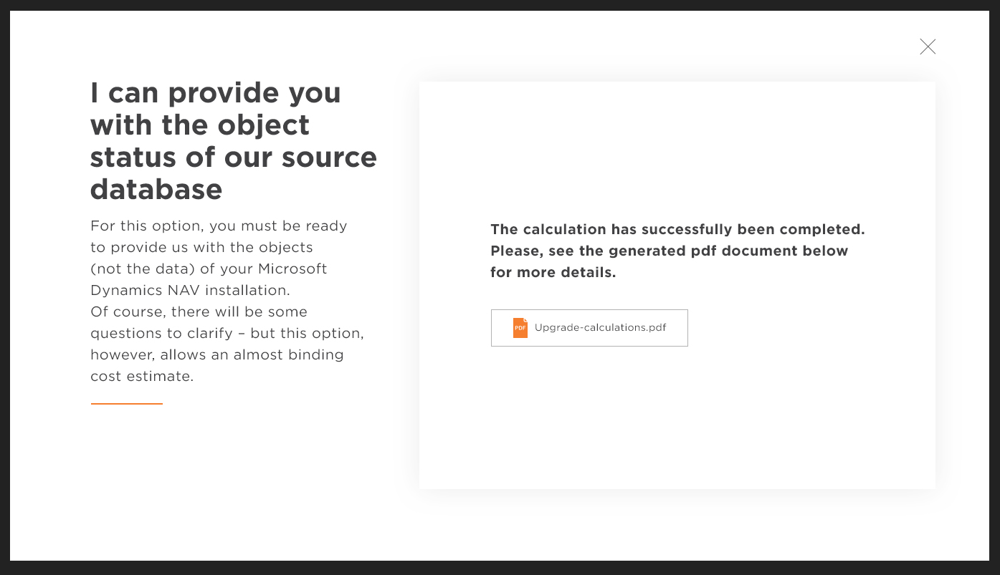 I can provide you
with the object
status of our source
database
For this option, you must be ready
to provide us with the objects
(not the data) of your Microsoft
Dynamics NAV installation.
Of course, there will be some
questions to clarify – but this option,
however, allows an almost binding
cost estimate.
The calculation has successfully been completed.
Please, see the generated pdf document below
for more details.
PDF Upgrade-calculations.pdf